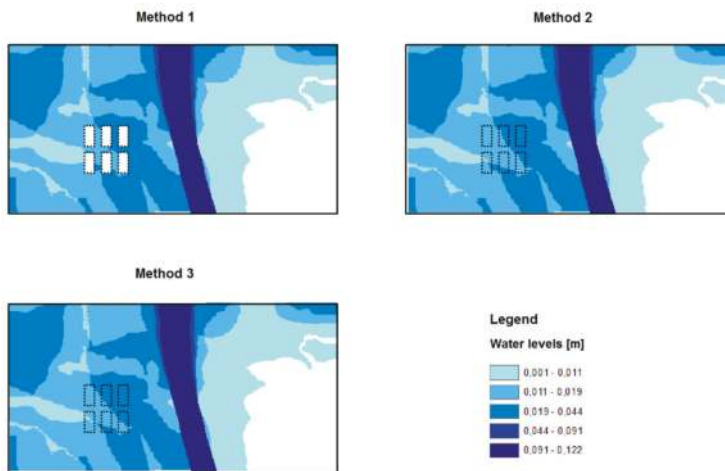 Method 1
Method 2
Method 3
Legend
Water levels [m]
0,001 - 0,011
0,011 - 0,019
0,019 - 0,044
0,044 - 0,091
0,091 - 0,122